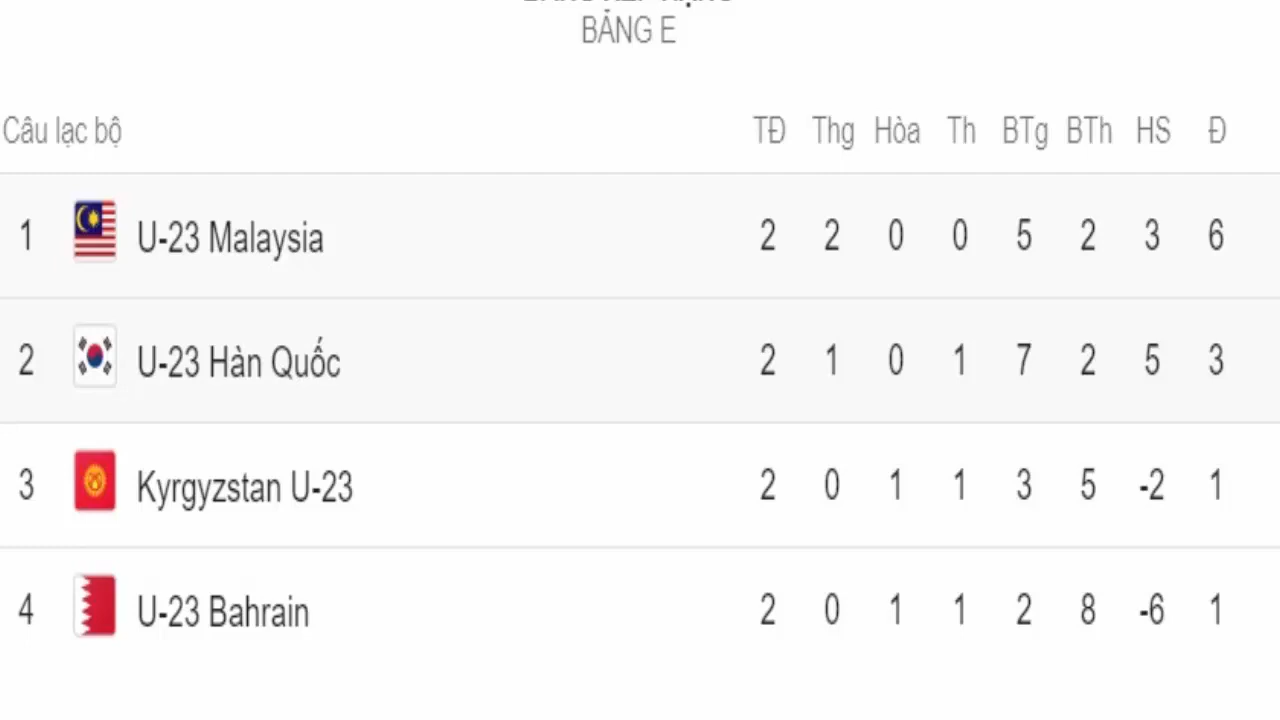 BẢNG E
Câu lạc bộ TĐ Thg Hòa Th BTg BTh HS Đ
1 U-23 Malaysia 2 2 0 0 5 2 3 6
2 U-23 Hàn Quốc 2 1 0 1 7 2 5 3
3 Kyrgyzstan U-23 2 0 1 1 3 5 -2 1
4 U-23 Bahrain 2 0 1 1 2 8 -6 1